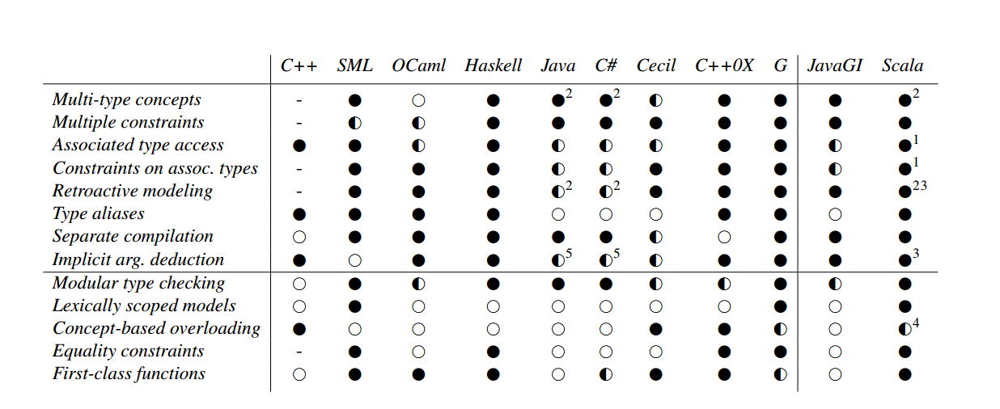 C++ SML OCaml Haskell Java C# Cecil C++0X G JavaGI Scala
Multi-type concepts - ● ○ ● ●2 ●2 ◐ ● ● ● ●2
Multiple constraints - ◐ ◐ ● ● ● ● ● ● ● ●
Associated type access ● ● ◐ ● ◐ ◐ ◐ ● ● ◐ ●1
Constraints on assoc. types - ● ● ● ◐ ◐ ● ● ● ◐ ●1
Retroactive modeling - ● ● ● ◐2 ◐2 ● ● ● ● ●23
Type aliases ● ● ● ● ○ ○ ○ ● ● ○ ●
Separate compilation ○ ● ● ● ● ● ◐ ○ ● ● ●
Implicit arg. deduction ● ○ ● ● ◐5 ◐5 ◐ ● ● ● ●3
Modular type checking ○ ● ◐ ● ● ● ◐ ◐ ● ◐ ●
Lexically scoped models ○ ● ○ ○ ○ ○ ○ ○ ● ○ ●
Concept-based overloading ● ○ ○ ○ ○ ○ ● ● ◐ ○ ◐4
Equality constraints - ● ○ ● ○ ○ ○ ● ● ○ ●
First-class functions ○ ● ● ● ○ ◐ ● ● ◐ ○ ●